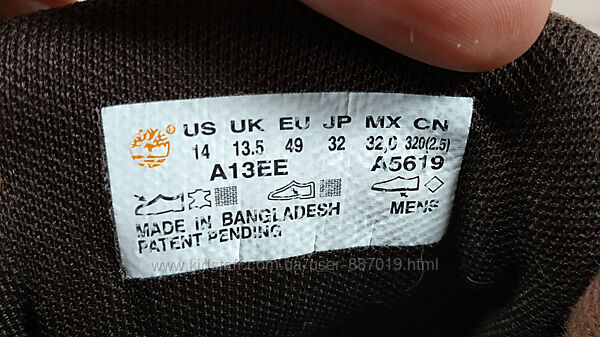 US UK EU JP MX CN
14 13.5 49 32 32,0 320(2.5)
A13EE A5619
MADE IN BANGLADESH MENS
PATENT PENDING
www.kidstaff.com.ua/user-887019.html